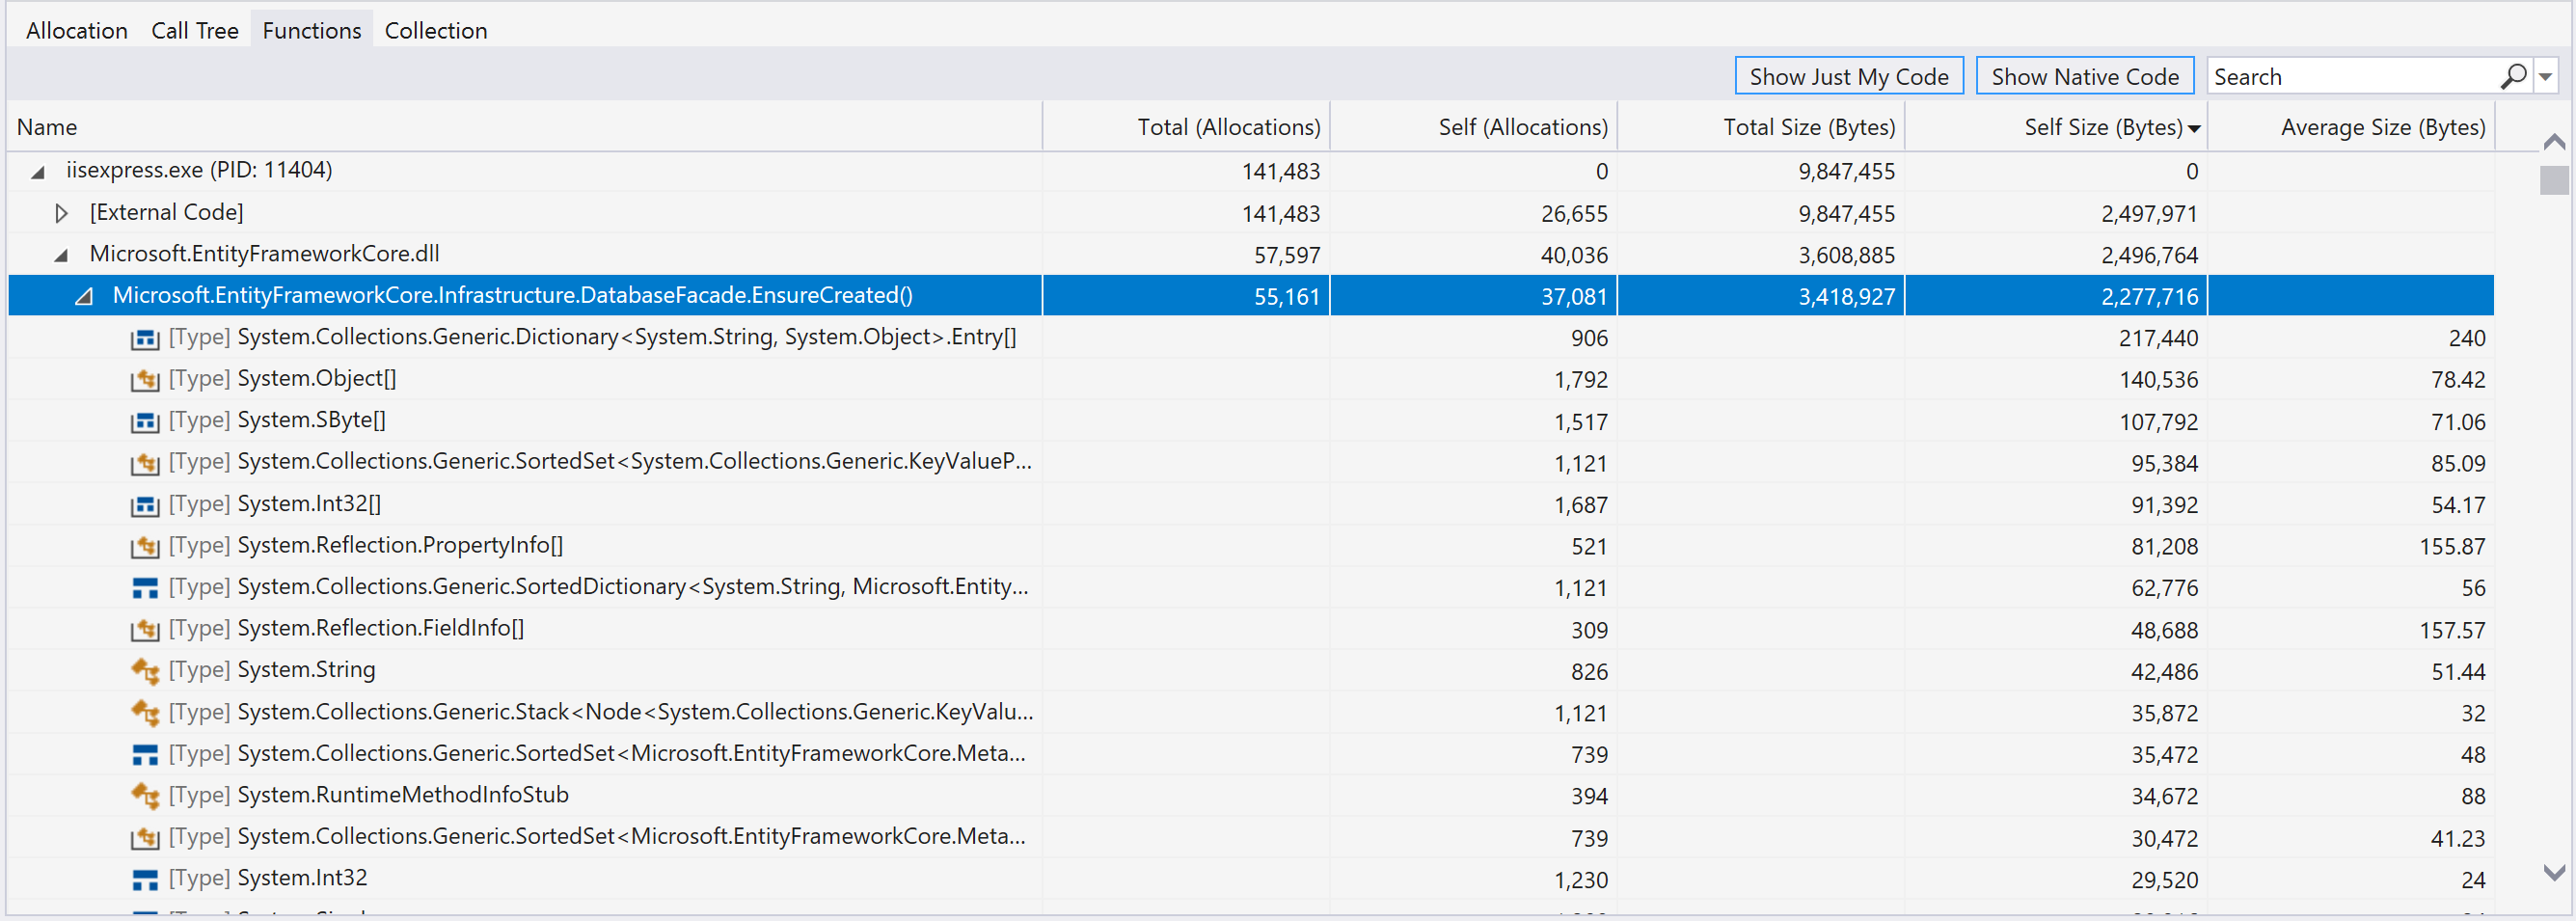 Allocation Call Tree Functions Collection
Show Just My Code Show Native Code Search
Name Total (Allocations) Self (Allocations) Total Size (Bytes) Self Size (Bytes) Average Size (Bytes)
iisexpress.exe (PID: 11404) 141,483 0 9,847,455 0
[External Code] 141,483 26,655 9,847,455 2,497,971
Microsoft.EntityFrameworkCore.dll 57,597 40,036 3,608,885 2,496,764
Microsoft.EntityFrameworkCore.Infrastructure.DatabaseFacade.EnsureCreated() 55,161 37,081 3,418,927 2,277,716
[Type] System.Collections.Generic.Dictionary<System.String, System.Object>.Entry[] 906 217,440 240
[Type] System.Object[] 1,792 140,536 78.42
[Type] System.SByte[] 1,517 107,792 71.06
[Type] System.Collections.Generic.SortedSet<System.Collections.Generic.KeyValueP... 1,121 95,384 85.09
[Type] System.Int32[] 1,687 91,392 54.17
[Type] System.Reflection.PropertyInfo[] 521 81,208 155.87
[Type] System.Collections.Generic.SortedDictionary<System.String, Microsoft.Entity... 1,121 62,776 56
[Type] System.Reflection.FieldInfo[] 309 48,688 157.57
[Type] System.String 826 42,486 51.44
[Type] System.Collections.Generic.Stack<Node<System.Collections.Generic.KeyValu... 1,121 35,872 32
[Type] System.Collections.Generic.SortedSet<Microsoft.EntityFrameworkCore.Meta... 739 35,472 48
[Type] System.RuntimeMethodInfoStub 394 34,672 88
[Type] System.Collections.Generic.SortedSet<Microsoft.EntityFrameworkCore.Meta... 739 30,472 41.23
[Type] System.Int32 1,230 29,520 24